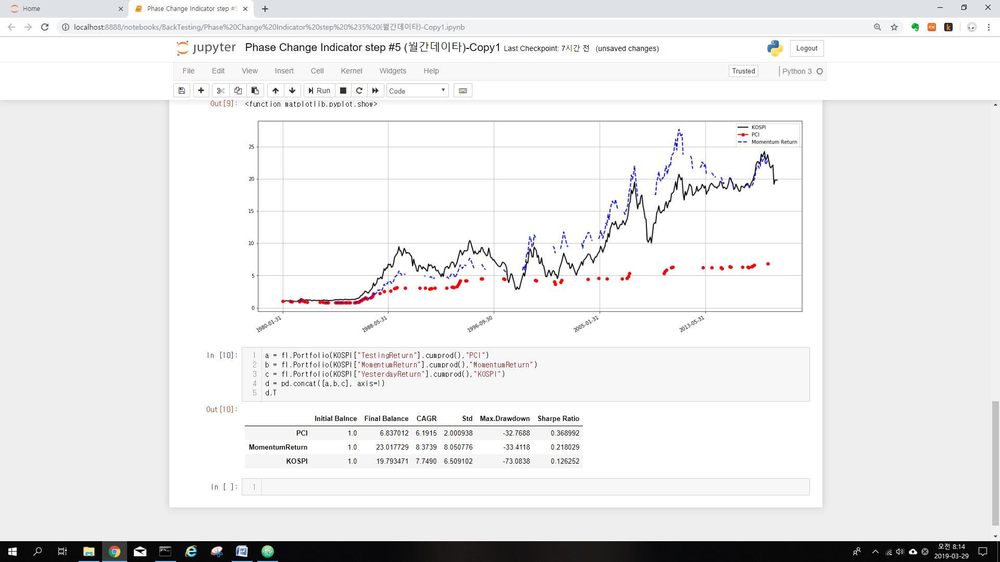 Home
Phase Change Indicator step #5
localhost:8888/notebooks/BackTesting/Phase%20Change%20Indicator%20step%20%235%20(월간데이타)-Copy1.ipynb
jupyter Phase Change Indicator step #5 (월간데이타)-Copy1 Last Checkpoint: 7시간 전 (unsaved changes)
Logout
File Edit View Insert Cell Kernel Widgets Help
Trusted
Python 3
Run
Code
Out[9]: <function matplotlib.pyplot.show>
KOSPI
PCI
Momentum Return
25
20
15
10
5
0
1980-01-31
1988-05-31
1996-09-30
2005-01-31
2013-05-31
In [10]:
1 a = fl.Portfolio(KOSPI["TestingReturn"].cumprod(),"PCI")
2 b = fl.Portfolio(KOSPI["MomentumReturn"].cumprod(),"MomentumReturn")
3 c = fl.Portfolio(KOSPI["YesterdayReturn"].cumprod(),"KOSPI")
4 d = pd.concat([a,b,c], axis=1)
5 d.T
Out[10]:
Initial Balnce Final Balance CAGR Std Max.Drawdown Sharpe Ratio
PCI 1.0 6.837012 6.1915 2.000938 -32.7688 0.368992
MomentumReturn 1.0 23.017729 8.3739 8.050776 -33.4118 0.218029
KOSPI 1.0 19.793471 7.7490 6.509102 -73.0838 0.126252
In [ ]: 1
오전 8:14
2019-03-29